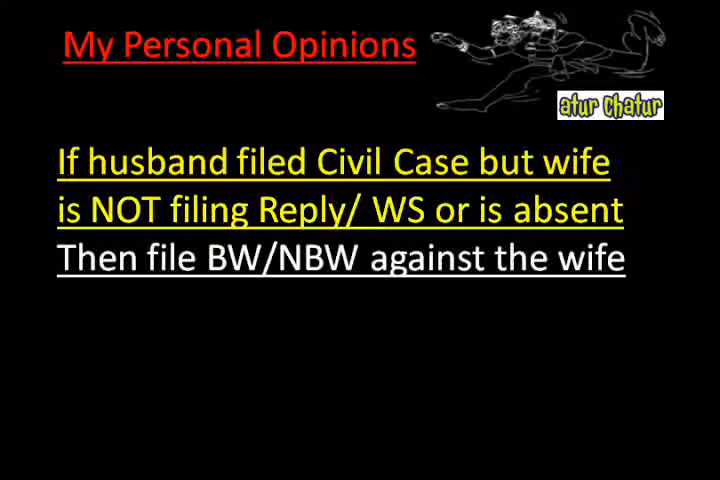 My Personal Opinions
atur chatur
If husband filed Civil Case but wife
is NOT filing Reply/ WS or is absent
Then file BW/NBW against the wife